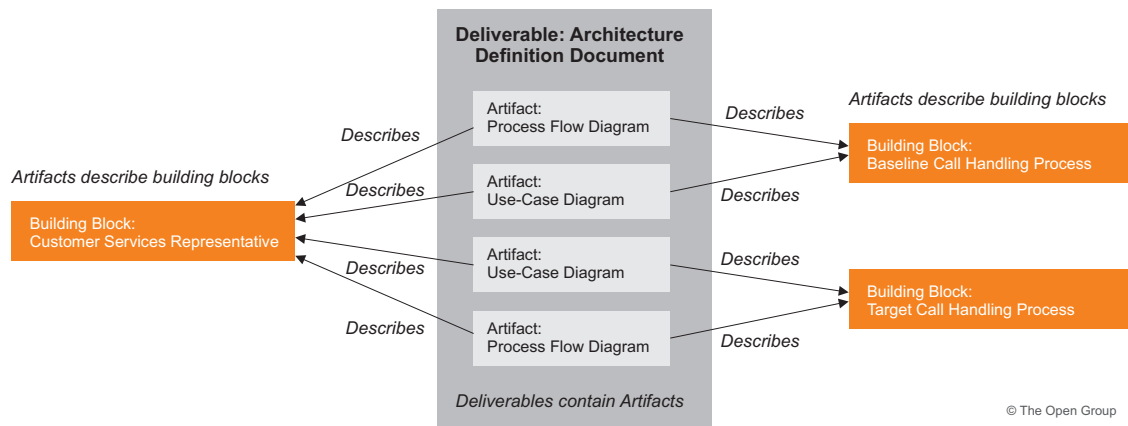 Deliverable: Architecture
Definition Document
Artifact:
Process Flow Diagram
Artifact:
Use-Case Diagram
Artifact:
Use-Case Diagram
Artifact:
Process Flow Diagram
Deliverables contain Artifacts
Describes
Describes
Describes
Describes
Artifacts describe building blocks
Building Block:
Customer Services Representative
Describes
Describes
Describes
Describes
Artifacts describe building blocks
Building Block:
Baseline Call Handling Process
Building Block:
Target Call Handling Process
© The Open Group